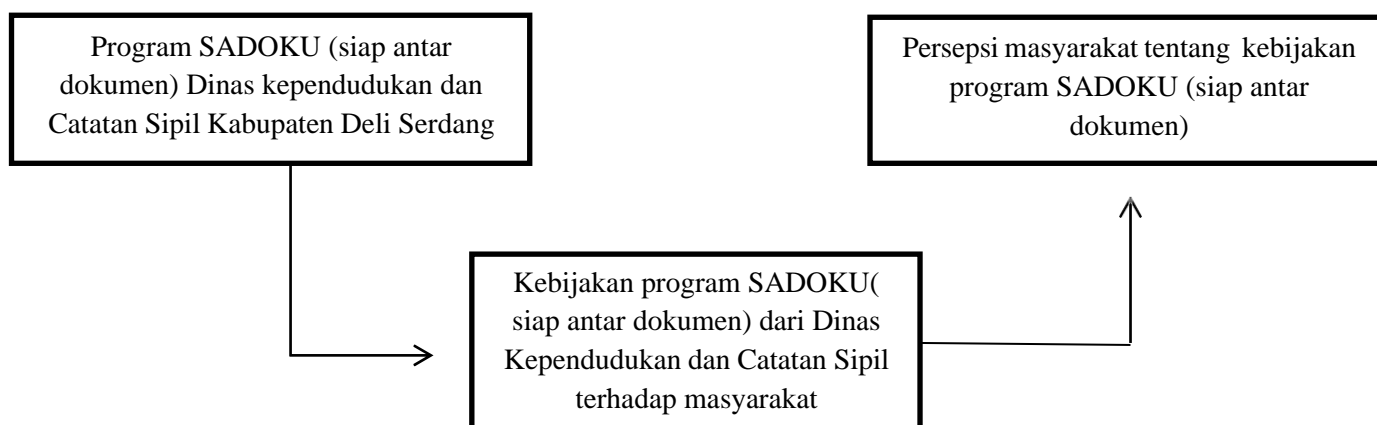 Program SADOKU (siap antar
dokumen) Dinas kependudukan dan
Catatan Sipil Kabupaten Deli Serdang
Persepsi masyarakat tentang kebijakan
program SADOKU (siap antar
dokumen)
Kebijakan program SADOKU(
siap antar dokumen) dari Dinas
Kependudukan dan Catatan Sipil
terhadap masyarakat